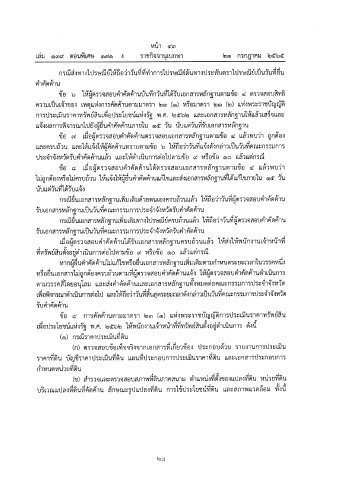 หน้า ๔๓
เล่ม ๑๓๙ ตอนพิเศษ ๑๗๑ ง ราชกิจจานุเบกษา ๒๑ กรกฎาคม ๒๕๖๕
กรณีส่งทางไปรษณีย์ให้ถือว่าวันที่ที่ทำการไปรษณีย์ต้นทางประทับตราไปรษณีย์เป็นวันที่ยื่น
คำคัดค้าน
ข้อ ๖ ให้ผู้ตรวจสอบคำคัดค้านบันทึกวันที่ได้รับเอกสารหลักฐานตามข้อ ๔ ตรวจสอบสิทธิ
ความเป็นเจ้าของ เหตุแห่งการคัดค้านตามมาตรา ๒๓ (๑) หรือมาตรา ๒๓ (๒) แห่งพระราชบัญญัติ
การประเมินราคาทรัพย์สินเพื่อประโยชน์แห่งรัฐ พ.ศ. ๒๕๖๒ และเอกสารหลักฐานให้แล้วเสร็จและ
แจ้งผลการพิจารณาไปยังผู้ยื่นคำคัดค้านภายใน ๑๕ วัน นับแต่วันที่รับเอกสารหลักฐาน
ข้อ ๗ เมื่อผู้ตรวจสอบคำคัดค้านตรวจสอบเอกสารหลักฐานตามข้อ ๔ แล้วพบว่า ถูกต้อง
และครบถ้วน และได้แจ้งให้ผู้คัดค้านทราบตามข้อ ๖ ให้ถือว่าวันที่แจ้งดังกล่าวเป็นวันที่คณะกรรมการ
ประจำจังหวัดรับคำคัดค้านแล้ว และให้ดำเนินการต่อไปตามข้อ ๙ หรือข้อ ๑๐ แล้วแต่กรณี
ข้อ ๘ เมื่อผู้ตรวจสอบคำคัดค้านได้ตรวจสอบเอกสารหลักฐานตามข้อ ๔ แล้วพบว่า
ไม่ถูกต้องหรือไม่ครบถ้วน ให้แจ้งให้ผู้ยื่นคำคัดค้านแก้ไขและส่งเอกสารหลักฐานที่ได้แก้ไขภายใน ๑๕ วัน
นับแต่วันที่ได้รับแจ้ง
กรณียื่นเอกสารหลักฐานเพิ่มเติมด้วยตนเองครบถ้วนแล้ว ให้ถือว่าวันที่ผู้ตรวจสอบคำคัดค้าน
รับเอกสารหลักฐานเป็นวันที่คณะกรรมการประจำจังหวัดรับคำคัดค้าน
กรณียื่นเอกสารหลักฐานเพิ่มเติมทางไปรษณีย์ครบถ้วนแล้ว ให้ถือว่าวันที่ผู้ตรวจสอบคำคัดค้าน
รับเอกสารหลักฐานเป็นวันที่คณะกรรมการประจำจังหวัดรับคำคัดค้าน
เมื่อผู้ตรวจสอบคำคัดค้านได้รับเอกสารหลักฐานครบถ้วนแล้ว ให้ส่งให้พนักงานเจ้าหน้าที่
ที่ทรัพย์สินตั้งอยู่ดำเนินการต่อไปตามข้อ ๙ หรือข้อ ๑๐ แล้วแต่กรณี
หากผู้ยื่นคำคัดค้านไม่แก้ไขหรือยื่นเอกสารหลักฐานเพิ่มเติมตามกำหนดระยะเวลาในวรรคหนึ่ง
หรือยื่นเอกสารไม่ถูกต้องครบถ้วนตามที่ผู้ตรวจสอบคำคัดค้านแจ้ง ให้ผู้ตรวจสอบคำคัดค้านดำเนินการ
ตามวรรคสี่โดยอนุโลม และส่งคำคัดค้านและเอกสารหลักฐานทั้งหมดต่อคณะกรรมการประจำจังหวัด
เพื่อพิจารณาดำเนินการต่อไป และให้ถือว่าวันที่สิ้นสุดระยะเวลาดังกล่าวเป็นวันที่คณะกรรมการประจำจังหวัด
รับคำคัดค้าน
ข้อ ๙ การคัดค้านตามมาตรา ๒๓ (๑) แห่งพระราชบัญญัติการประเมินราคาทรัพย์สิน
เพื่อประโยชน์แห่งรัฐ พ.ศ. ๒๕๖๒ ให้พนักงานเจ้าหน้าที่ที่ทรัพย์สินตั้งอยู่ดำเนินการ ดังนี้
(๑) กรณีราคาประเมินที่ดิน
(ก) ตรวจสอบข้อเท็จจริงจากเอกสารที่เกี่ยวข้อง ประกอบด้วย รายงานการประเมิน
ราคาที่ดิน บัญชีราคาประเมินที่ดิน แผนที่ประกอบการประเมินราคาที่ดิน และเอกสารประกอบการ
กำหนดหน่วยที่ดิน
(ข) สำรวจและตรวจสอบสภาพที่ดินภาคสนาม ตำแหน่งที่ตั้งของแปลงที่ดิน หน่วยที่ดิน
บริเวณแปลงที่ดินที่คัดค้าน ลักษณะรูปแปลงที่ดิน การใช้ประโยชน์ที่ดิน และสภาพแวดล้อม ทั้งนี้
๒๘